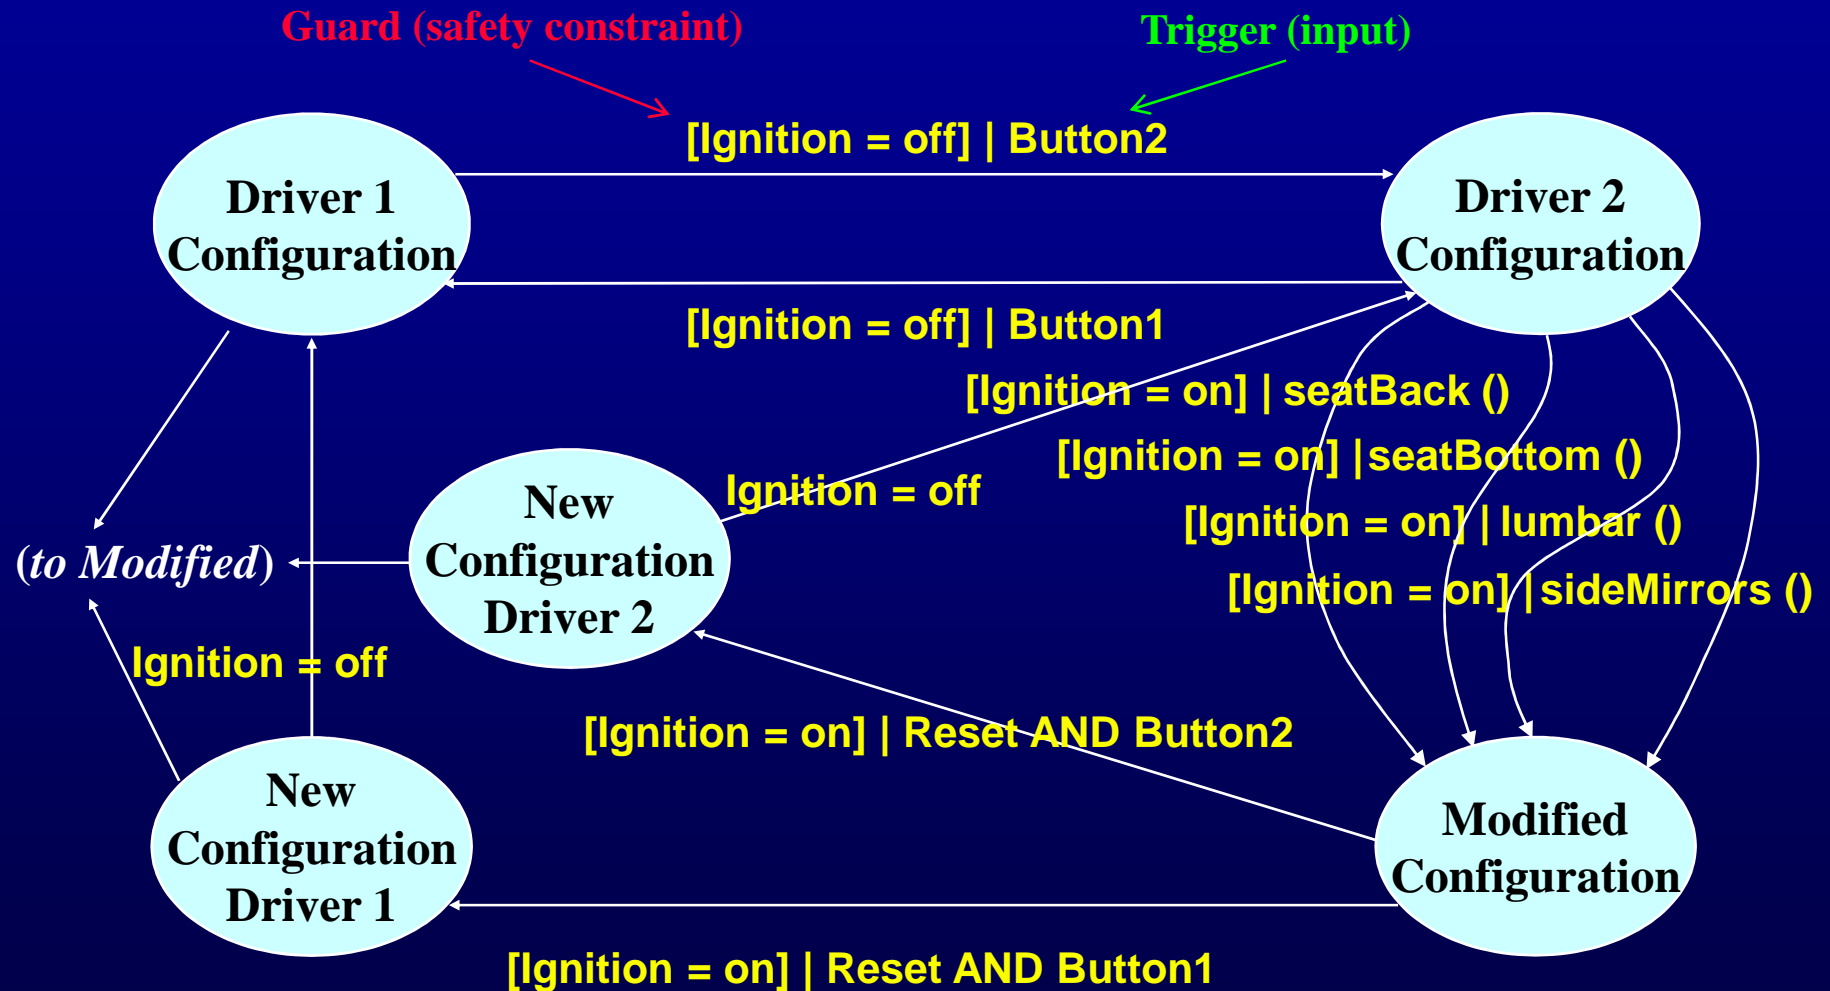 Guard (safety constraint)
Trigger (input)
[Ignition = off] | Button2
Driver 1
Configuration
Driver 2
Configuration
[Ignition = off] | Button1
[Ignition = on] | seatBack ()
[Ignition = on] | seatBottom ()
Ignition = off
[Ignition = on] | lumbar ()
[Ignition = on] | sideMirrors ()
New
Configuration
Driver 2
(to Modified)
Ignition = off
[Ignition = on] | Reset AND Button2
New
Configuration
Driver 1
Modified
Configuration
[Ignition = on] | Reset AND Button1